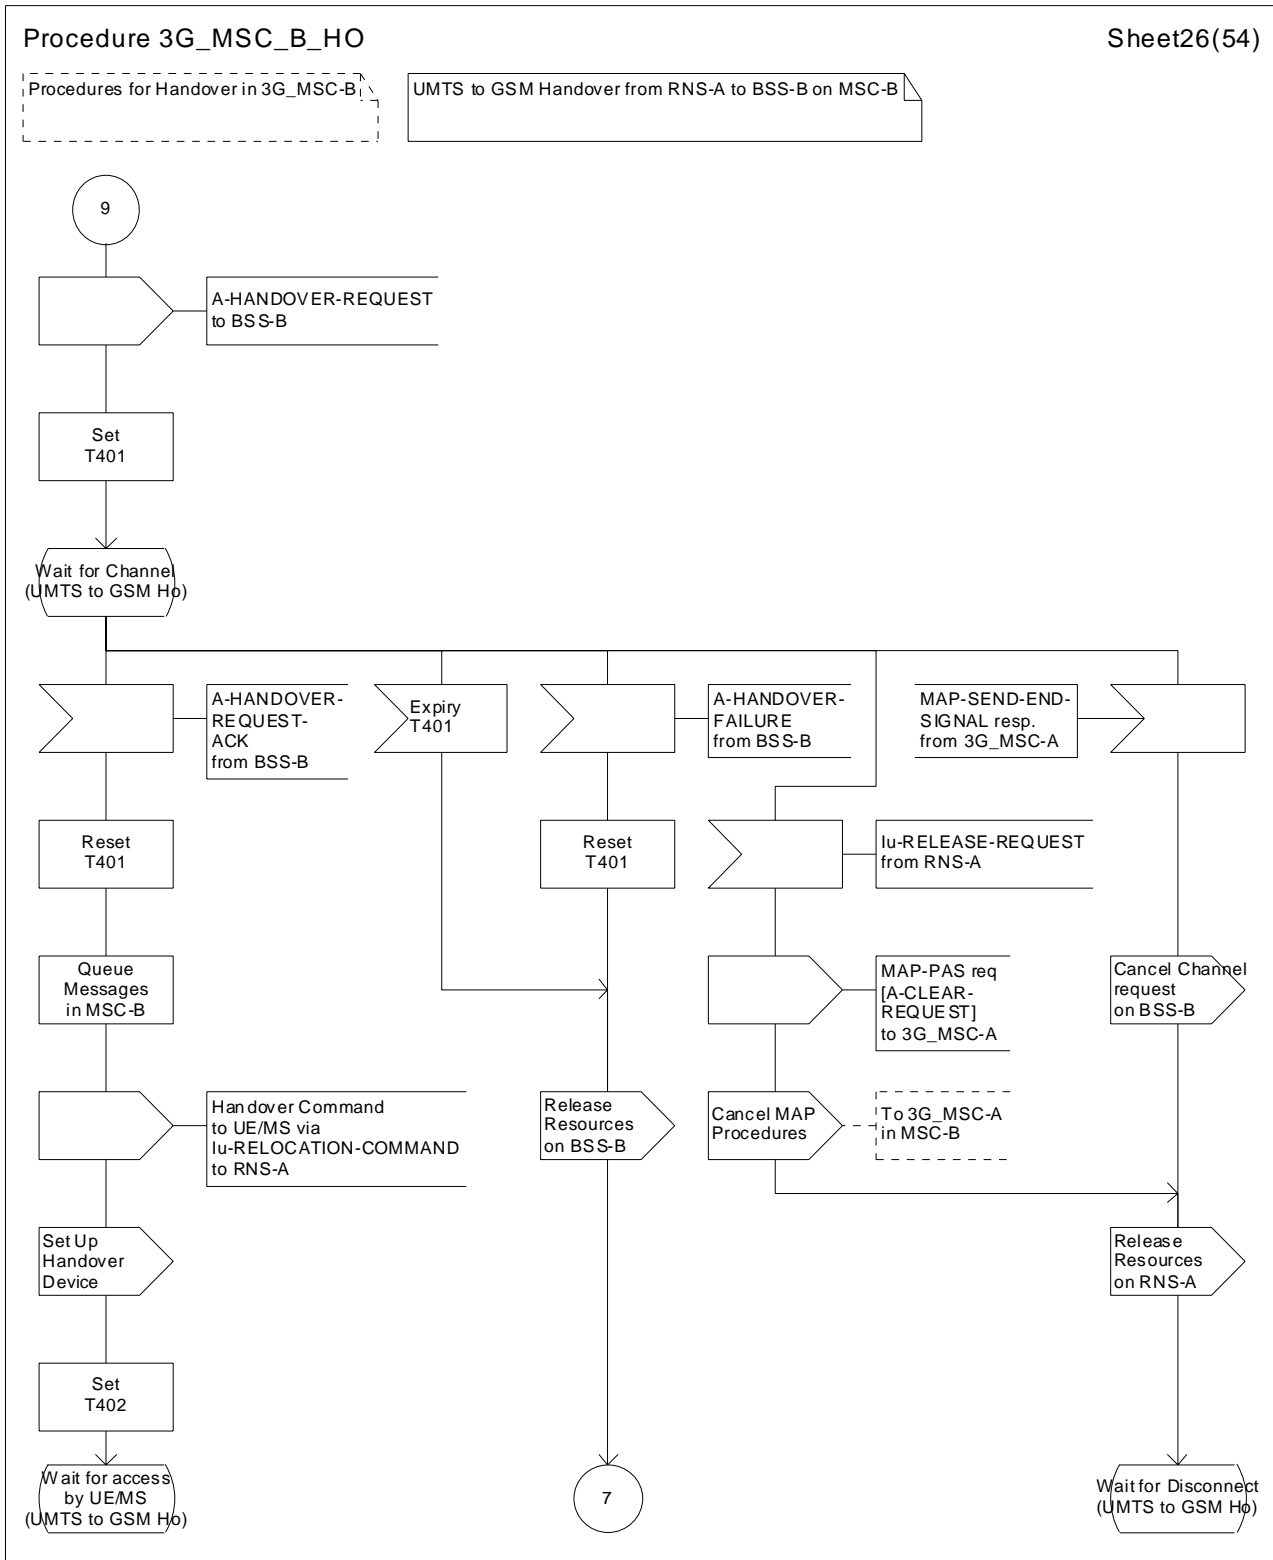 Procedure 3G_MSC_B_HO
Sheet26(54)
Procedures for Handover in 3G_MSC-B
UMTS to GSM Handover from RNS-A to BSS-B on MSC-B
9
A-HANDOVER-REQUEST
to BSS-B
Set
T401
Wait for Channel
(UMTS to GSM Ho)
A-HANDOVER-
REQUEST-
ACK
from BSS-B
Expiry
T401
A-HANDOVER-
FAILURE
from BSS-B
MAP-SEND-END-
SIGNAL resp.
from 3G_MSC-A
Reset
T401
Reset
T401
Iu-RELEASE-REQUEST
from RNS-A
Queue
Messages
in MSC-B
MAP-PAS req
[A-CLEAR-
REQUEST]
to 3G_MSC-A
Cancel Channel
request
on BSS-B
Handover Command
to UE/MS via
Iu-RELOCATION-COMMAND
to RNS-A
Release
Resources
on BSS-B
Cancel MAP
Procedures
To 3G_MSC-A
in MSC-B
Set Up
Handover
Device
Release
Resources
on RNS-A
Set
T402
Wait for access
by UE/MS
(UMTS to GSM Ho)
7
Wait for Disconnect
(UMTS to GSM Ho)